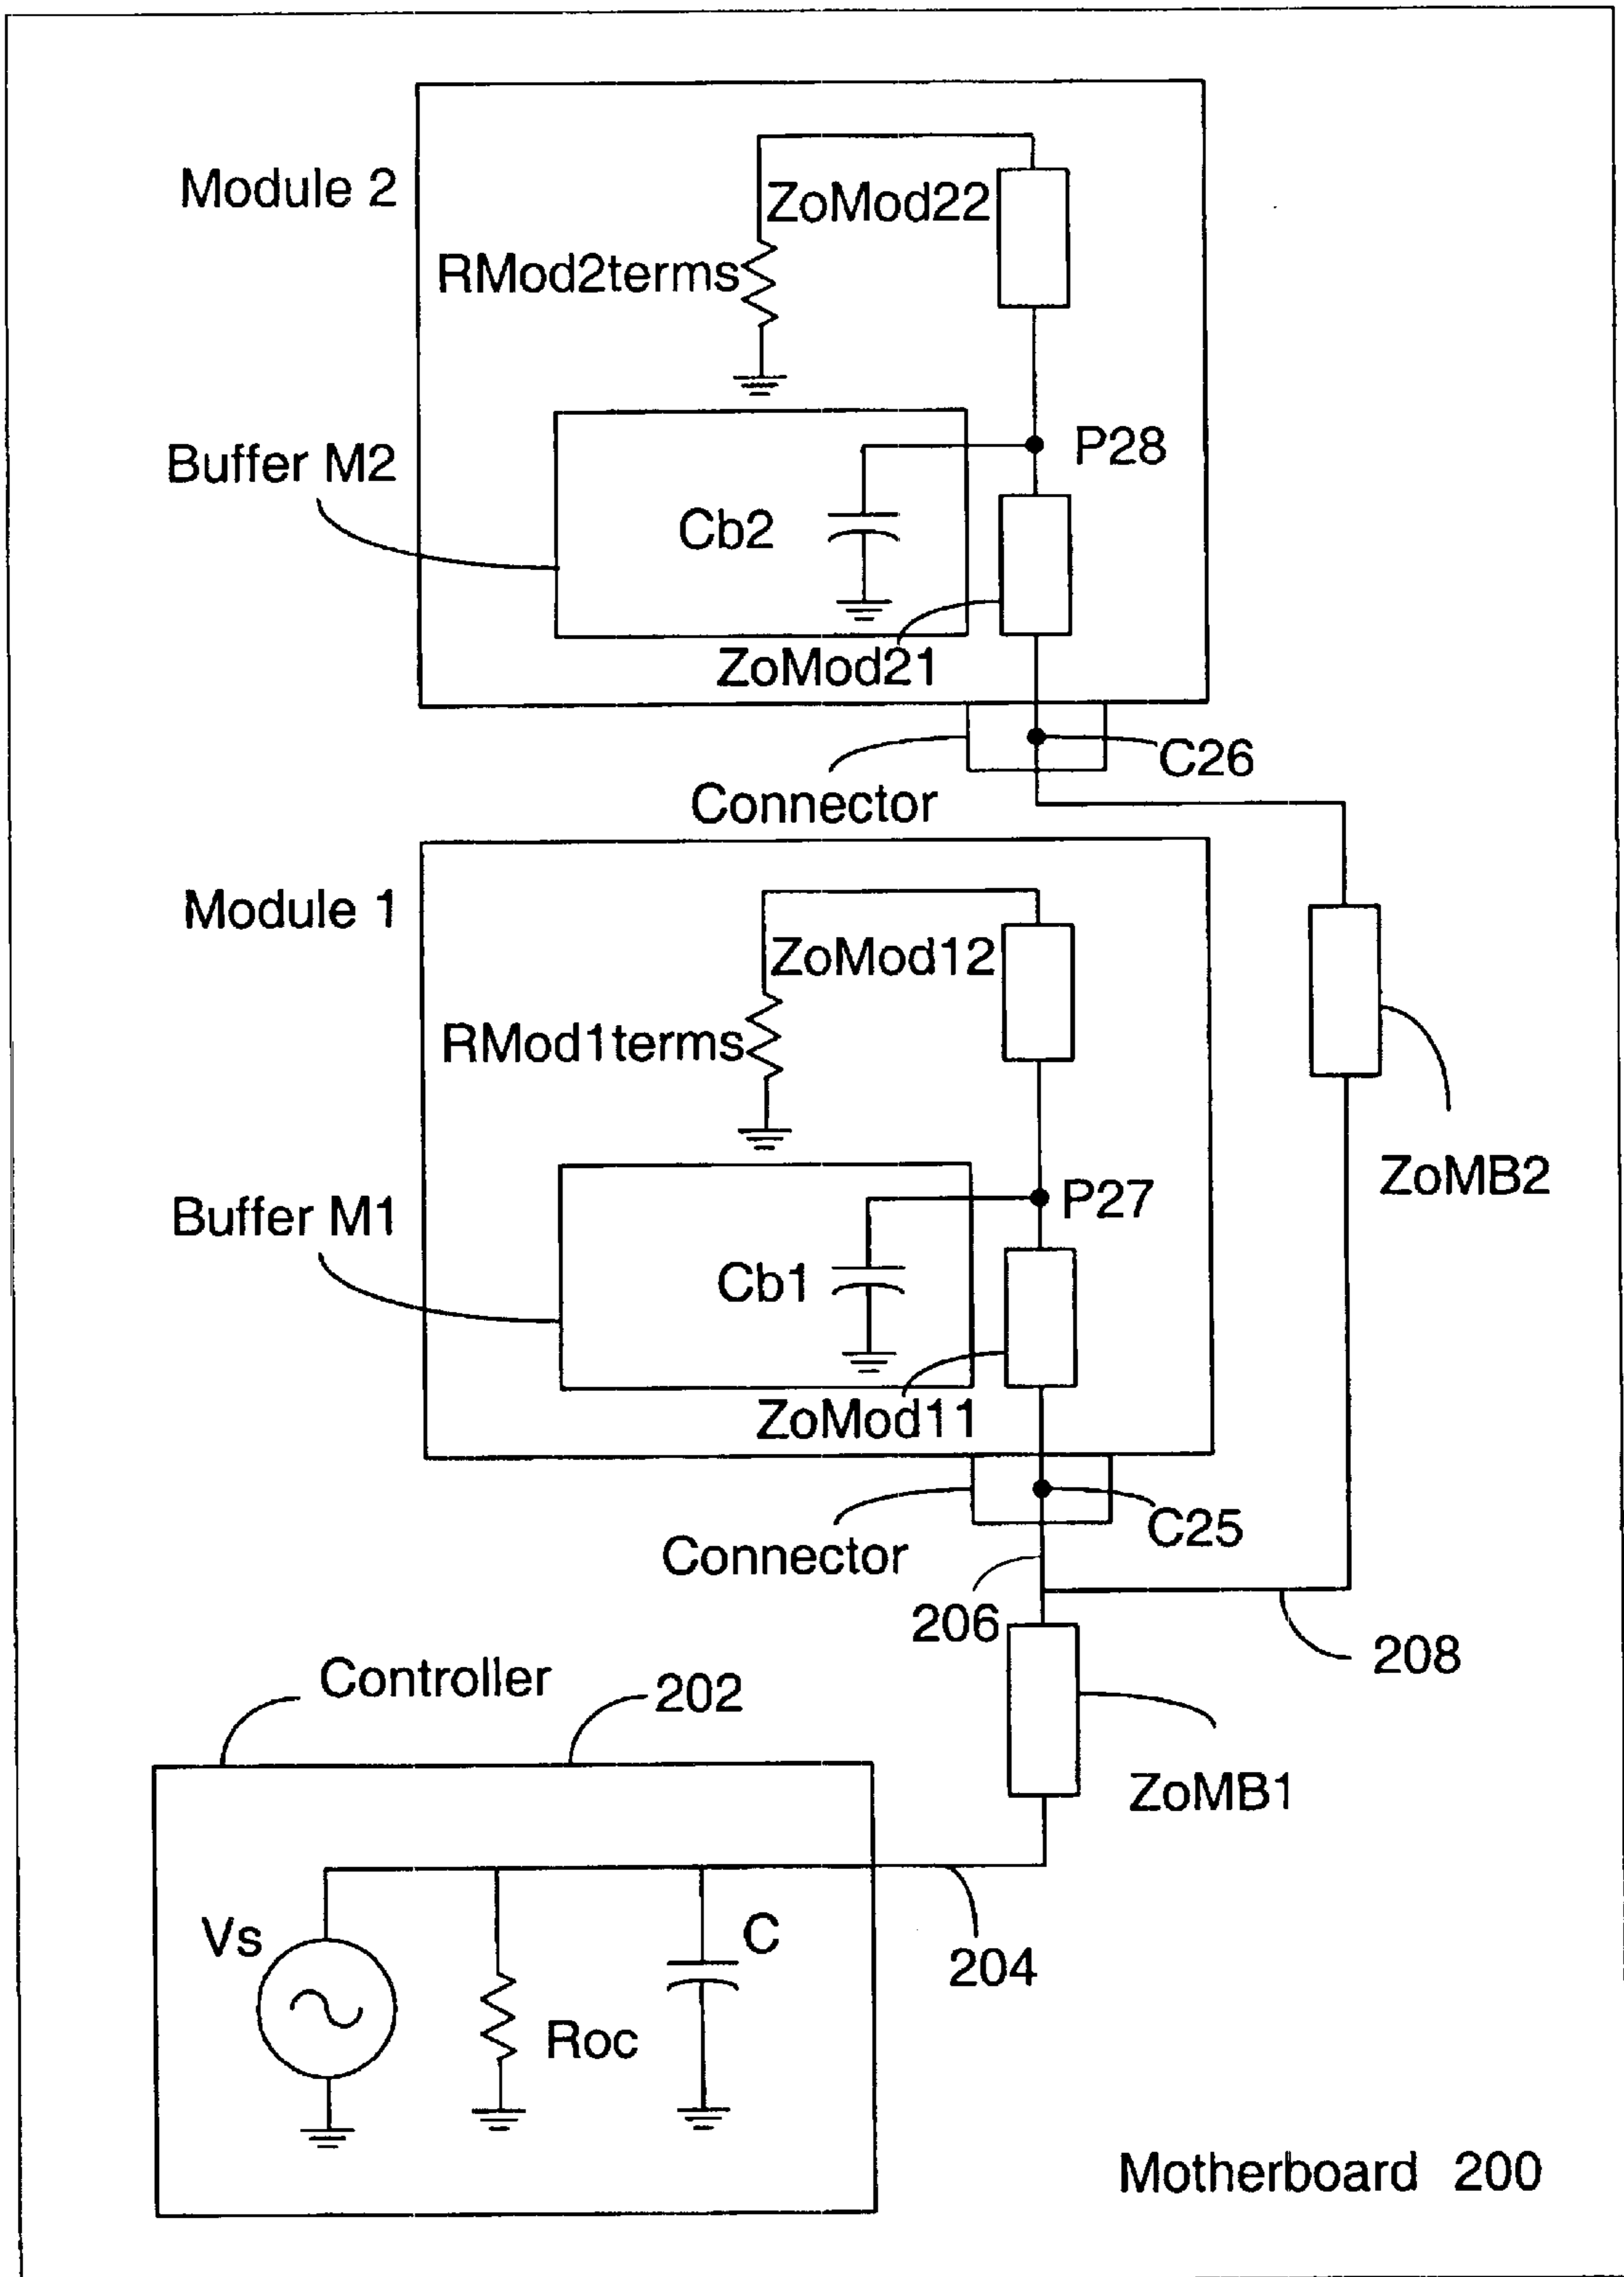 Module 2
ZoMod22
RMod2terms
Buffer M2
P28
Cb2
ZoMod21
C26
Connector
Module 1
ZoMod12
RMod1terms
ZoMB2
Buffer M1
P27
Cb1
ZoMod11
C25
Connector
206
208
Controller
202
ZoMB1
Vs
C
204
Roc
Motherboard 200